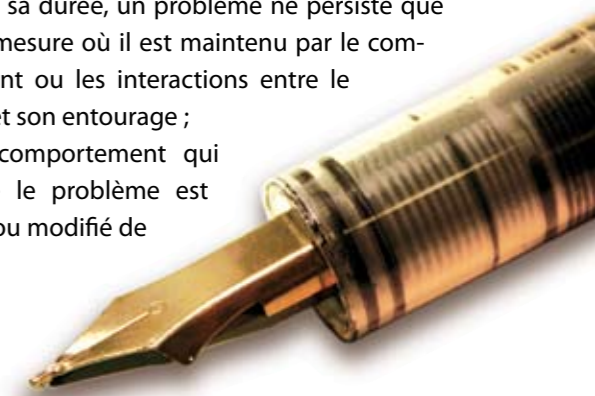 sa durée, un problème ne persiste que
mesure où il est maintenu par le com-
nt ou les interactions entre le
et son entourage ;
comportement qui
le problème est
ou modifié de